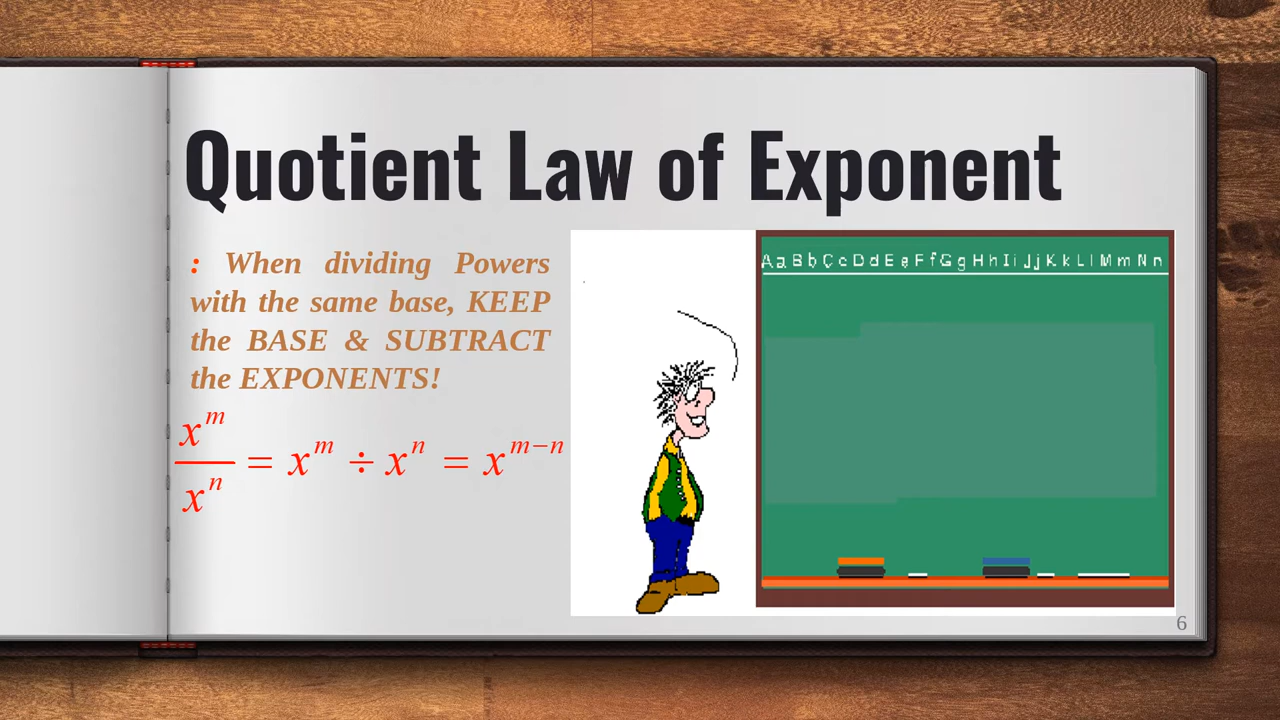 Quotient Law of Exponent
: When dividing Powers
with the same base, KEEP
the BASE & SUBTRACT
the EXPONENTS!
x^m/x^n = x^m ÷ x^n = x^(m−n)
AaBbCcDdEeFfGgHhIiJjKkLlMmNn
6